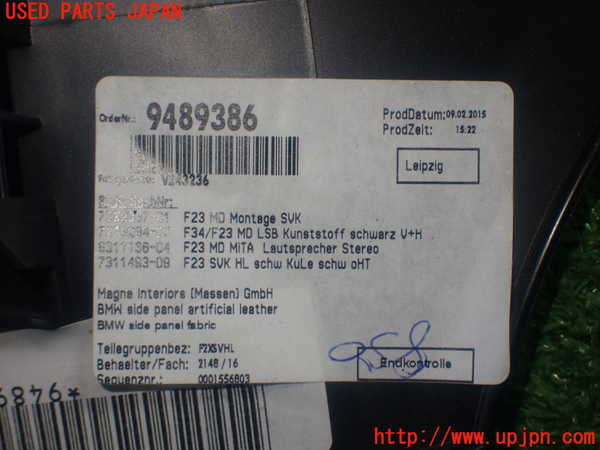 USED PARTS JAPAN
OrderNr.: 9489386
ProdDatum: 09.02.2015
ProdZeit: 15:22
Leipzig
V243236
F23 MD Montage SVK
F34/F23 MD LSB Kunststoff schwarz V+H
F23 MD MiTA Lautsprecher Stereo
7311493-09 F23 SVK HL schw KuLe schw oHT
Magna Interiors (Massen) GmbH
BMW side panel artificial leather
BMW side panel fabric
Teilegruppenbez: F2XSVHL
Behaelter/Fach: 2148/16
Sequenznr.: 0001556803
Endkontrolle
http://www.upjpn.com/